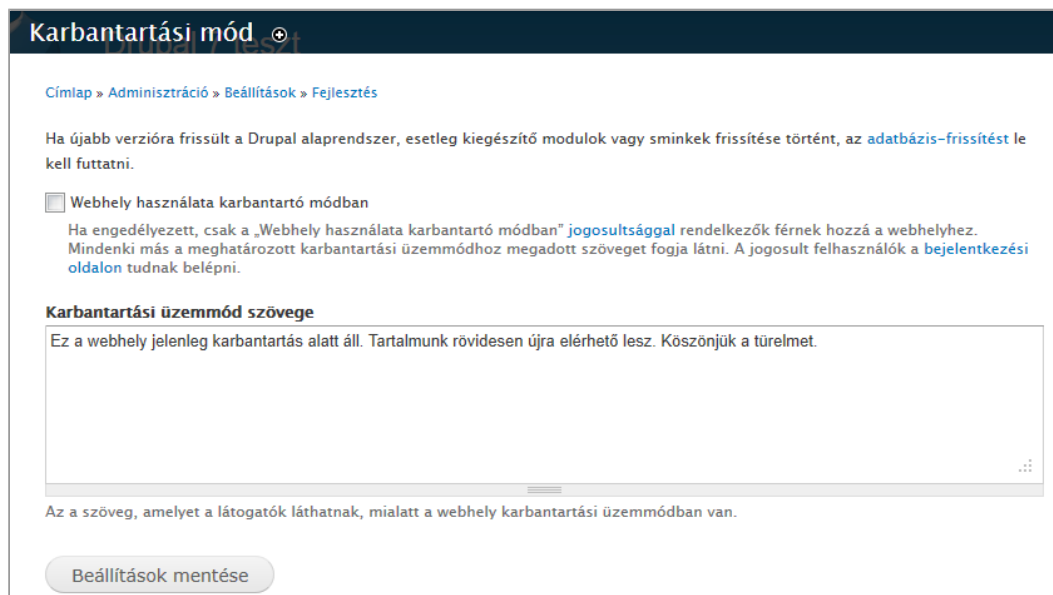 Karbantartási mód
Drupal 7 teszt
Címlap » Adminisztráció » Beállítások » Fejlesztés
Ha újabb verzióra frissült a Drupal alaprendszer, esetleg kiegészítő modulok vagy sminkek frissítése történt, az adatbázis-frissítést le
kell futtatni.
Webhely használata karbantartó módban
Ha engedélyezett, csak a „Webhely használata karbantartó módban” jogosultsággal rendelkezők férnek hozzá a webhelyhez.
Mindenki más a meghatározott karbantartási üzemmódhoz megadott szöveget fogja látni. A jogosult felhasználók a bejelentkezési
oldalon tudnak belépni.
Karbantartási üzemmód szövege
Ez a webhely jelenleg karbantartás alatt áll. Tartalmunk rövidesen újra elérhető lesz. Köszönjük a türelmet.
Az a szöveg, amelyet a látogatók láthatnak, mialatt a webhely karbantartási üzemmódban van.
Beállítások mentése